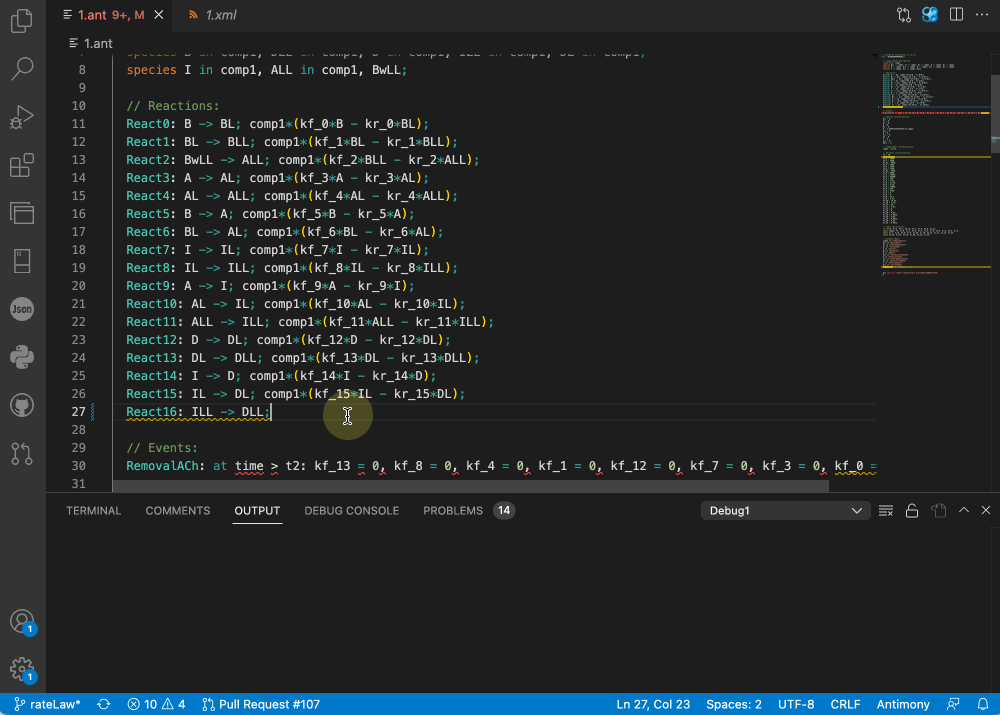 1.ant 9+, M
1.xml
1.ant
8 species I in comp1, ALL in comp1, BwLL;
9
10 // Reactions:
11 React0: B -> BL; comp1*(kf_0*B - kr_0*BL);
12 React1: BL -> BLL; comp1*(kf_1*BL - kr_1*BLL);
13 React2: BwLL -> ALL; comp1*(kf_2*BLL - kr_2*ALL);
14 React3: A -> AL; comp1*(kf_3*A - kr_3*AL);
15 React4: AL -> ALL; comp1*(kf_4*AL - kr_4*ALL);
16 React5: B -> A; comp1*(kf_5*B - kr_5*A);
17 React6: BL -> AL; comp1*(kf_6*BL - kr_6*AL);
18 React7: I -> IL; comp1*(kf_7*I - kr_7*IL);
19 React8: IL -> ILL; comp1*(kf_8*IL - kr_8*ILL);
20 React9: A -> I; comp1*(kf_9*A - kr_9*I);
21 React10: AL -> IL; comp1*(kf_10*AL - kr_10*IL);
22 React11: ALL -> ILL; comp1*(kf_11*ALL - kr_11*ILL);
23 React12: D -> DL; comp1*(kf_12*D - kr_12*DL);
24 React13: DL -> DLL; comp1*(kf_13*DL - kr_13*DLL);
25 React14: I -> D; comp1*(kf_14*I - kr_14*D);
26 React15: IL -> DL; comp1*(kf_15*IL - kr_15*DL);
27 React16: ILL -> DLL;
28
29 // Events:
30 RemovalACh: at time > t2: kf_13 = 0, kf_8 = 0, kf_4 = 0, kf_1 = 0, kf_12 = 0, kf_7 = 0, kf_3 = 0, kf_0 =
31
Json
TERMINAL COMMENTS OUTPUT DEBUG CONSOLE PROBLEMS 14 Debug1
1
1
rateLaw* 10 4 Pull Request #107 Ln 27, Col 23 Spaces: 2 UTF-8 CRLF Antimony